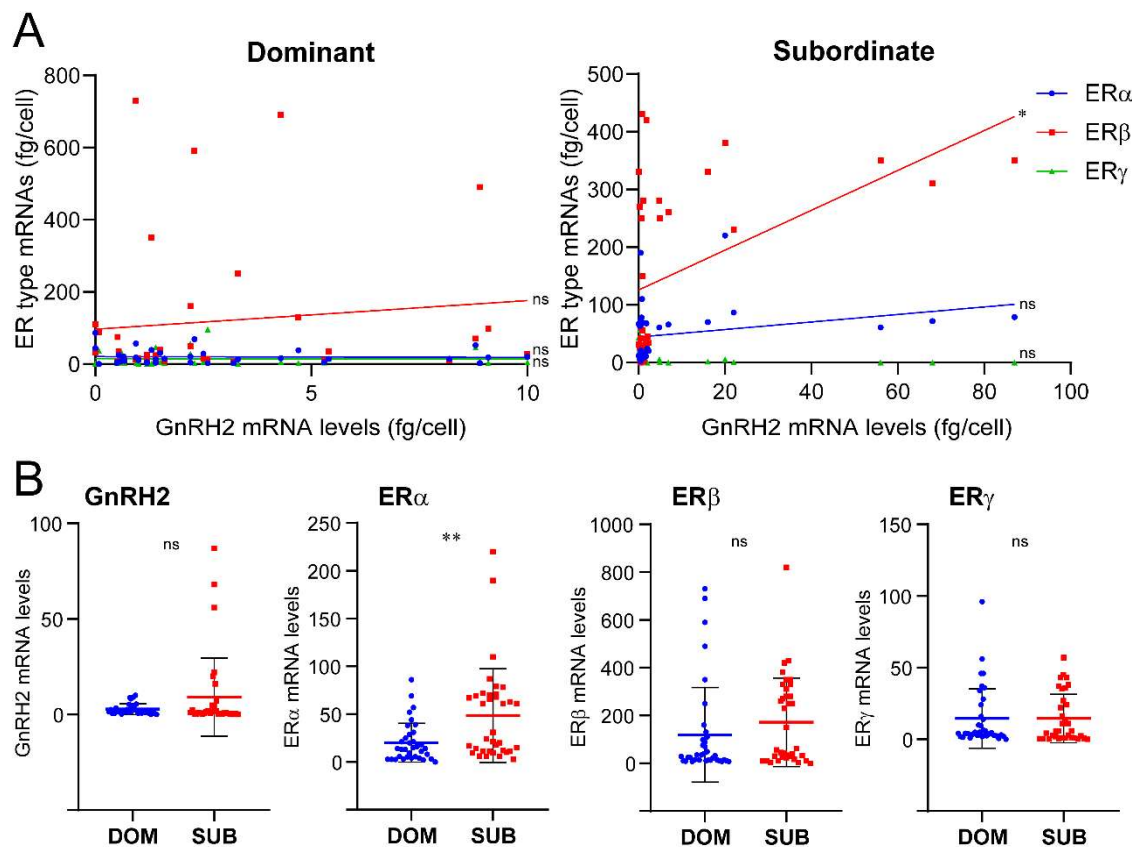 A
Dominant
ER type mRNAs (fg/cell)
800
600
400
200
0
0
5
10
ns
ns
ns
GnRH2 mRNA levels (fg/cell)
Subordinate
ER type mRNAs (fg/cell)
500
400
300
200
100
0
0
20
40
60
80
100
*
ns
ns
GnRH2 mRNA levels (fg/cell)
ERα
ERβ
ERγ
B
GnRH2
GnRH2 mRNA levels
100
50
0
ns
DOM
SUB
ERα
ERα mRNA levels
250
200
150
100
50
0
**
DOM
SUB
ERβ
ERβ mRNA levels
1000
800
600
400
200
0
ns
DOM
SUB
ERγ
ERγ mRNA levels
150
100
50
0
ns
DOM
SUB